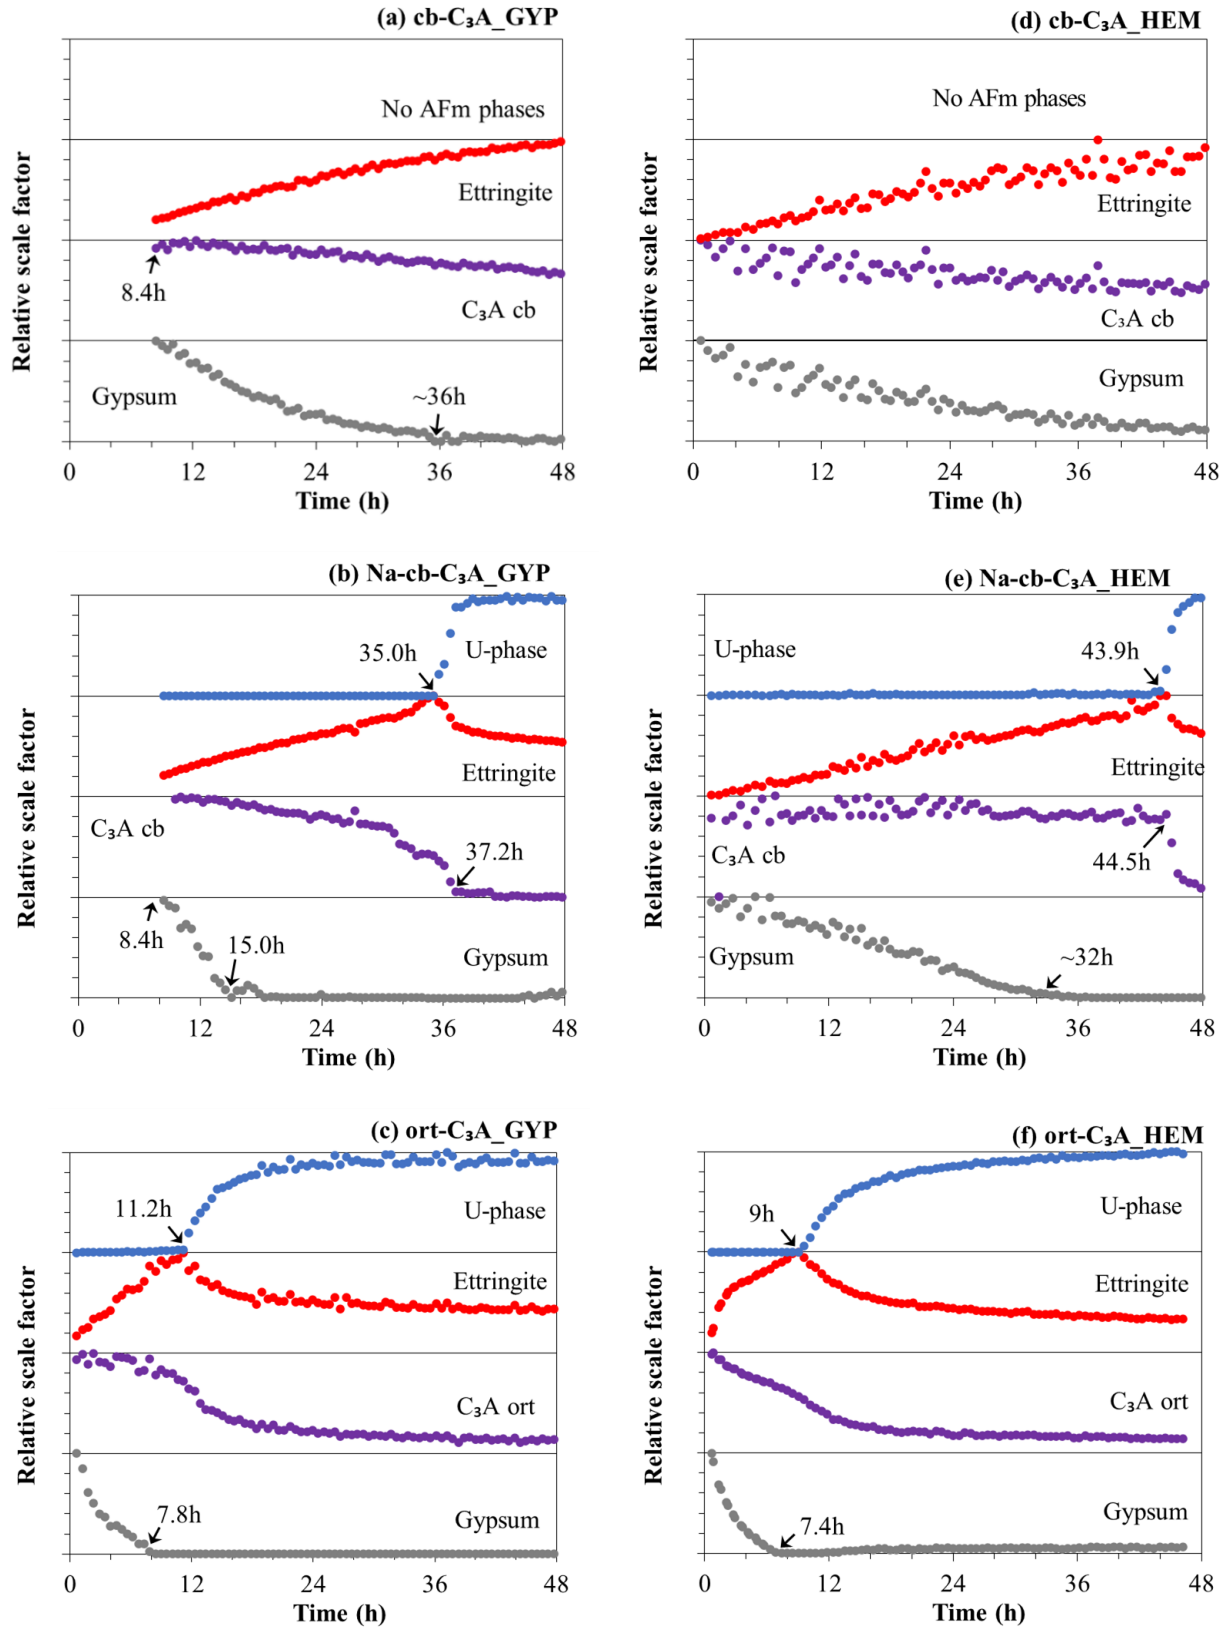 (a) cb-C₃A_GYP
No AFm phases
Ettringite
8.4h
C₃A cb
Gypsum
~36h
Relative scale factor
0 12 24 36 48
Time (h)
(d) cb-C₃A_HEM
No AFm phases
Ettringite
C₃A cb
Gypsum
Relative scale factor
0 12 24 36 48
Time (h)
(b) Na-cb-C₃A_GYP
35.0h
U-phase
Ettringite
C₃A cb
37.2h
8.4h
15.0h
Gypsum
Relative scale factor
0 12 24 36 48
Time (h)
(e) Na-cb-C₃A_HEM
U-phase
43.9h
Ettringite
C₃A cb
44.5h
Gypsum
~32h
Relative scale factor
0 12 24 36 48
Time (h)
(c) ort-C₃A_GYP
11.2h
U-phase
Ettringite
C₃A ort
7.8h
Gypsum
Relative scale factor
0 12 24 36 48
Time (h)
(f) ort-C₃A_HEM
9h
U-phase
Ettringite
C₃A ort
Gypsum
7.4h
Relative scale factor
0 12 24 36 48
Time (h)